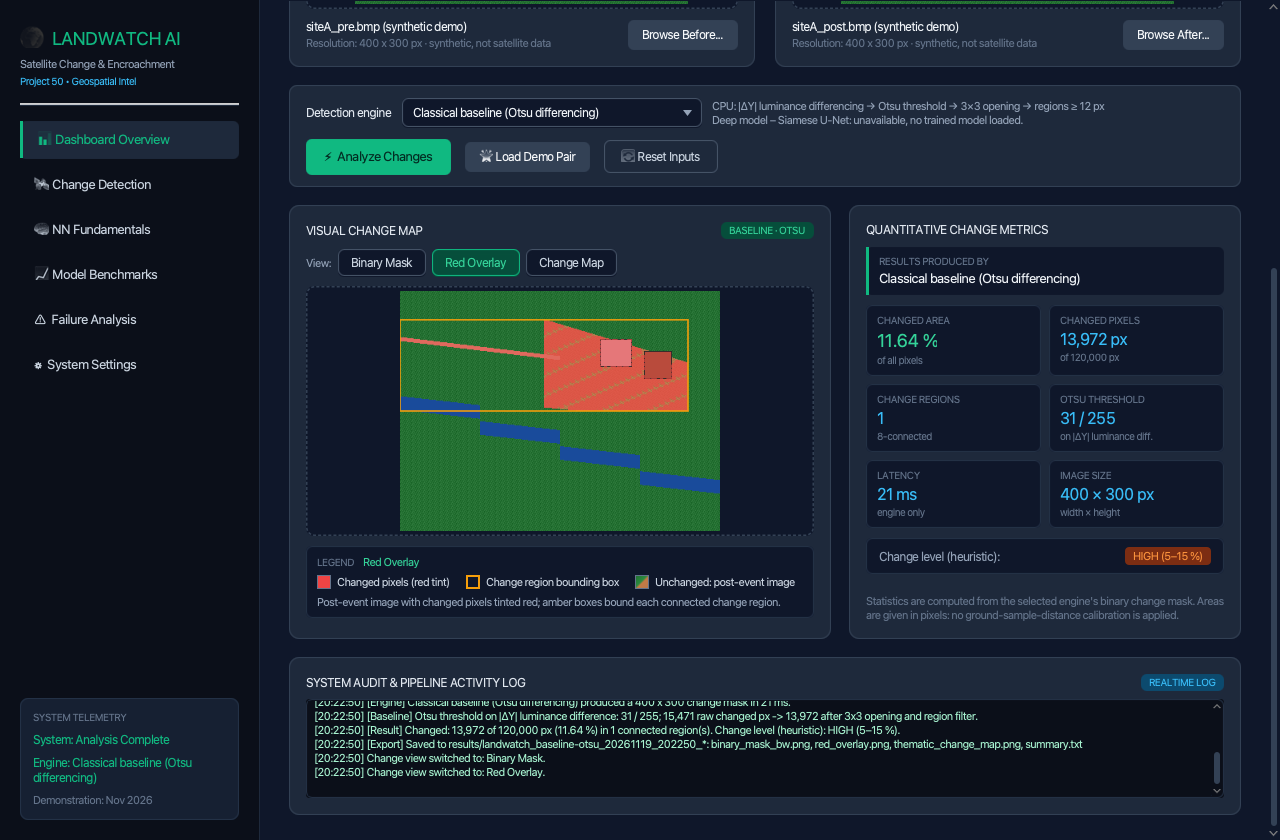 LANDWATCH AI
Satellite Change & Encroachment
Project 50 • Geospatial Intel
Dashboard Overview
Change Detection
NN Fundamentals
Model Benchmarks
Failure Analysis
System Settings
SYSTEM TELEMETRY
System: Analysis Complete
Engine: Classical baseline (Otsu
differencing)
Demonstration: Nov 2026
siteA_pre.bmp (synthetic demo)
Resolution: 400 x 300 px · synthetic, not satellite data
Browse Before...
siteA_post.bmp (synthetic demo)
Resolution: 400 x 300 px · synthetic, not satellite data
Browse After...
Detection engine
Classical baseline (Otsu differencing)
CPU: |ΔY| luminance differencing → Otsu threshold → 3×3 opening → regions ≥ 12 px
Deep model – Siamese U-Net: unavailable, no trained model loaded.
⚡ Analyze Changes
Load Demo Pair
Reset Inputs
VISUAL CHANGE MAP
BASELINE · OTSU
View:
Binary Mask
Red Overlay
Change Map
LEGEND Red Overlay
Changed pixels (red tint)
Change region bounding box
Unchanged: post-event image
Post-event image with changed pixels tinted red; amber boxes bound each connected change region.
QUANTITATIVE CHANGE METRICS
RESULTS PRODUCED BY
Classical baseline (Otsu differencing)
CHANGED AREA
11.64 %
of all pixels
CHANGED PIXELS
13,972 px
of 120,000 px
CHANGE REGIONS
1
8-connected
OTSU THRESHOLD
31 / 255
on |ΔY| luminance diff.
LATENCY
21 ms
engine only
IMAGE SIZE
400 × 300 px
width × height
Change level (heuristic):
HIGH (5–15 %)
Statistics are computed from the selected engine's binary change mask. Areas
are given in pixels: no ground-sample-distance calibration is applied.
SYSTEM AUDIT & PIPELINE ACTIVITY LOG
REALTIME LOG
[20:22:50] [Engine] Classical baseline (Otsu differencing) produced a 400 x 300 change mask in 21 ms.
[20:22:50] [Baseline] Otsu threshold on |ΔY| luminance difference: 31 / 255; 15,471 raw changed px -> 13,972 after 3x3 opening and region filter.
[20:22:50] [Result] Changed: 13,972 of 120,000 px (11.64 %) in 1 connected region(s). Change level (heuristic): HIGH (5–15 %).
[20:22:50] [Export] Saved to results/landwatch_baseline-otsu_20261119_202250_*: binary_mask_bw.png, red_overlay.png, thematic_change_map.png, summary.txt
[20:22:50] Change view switched to: Binary Mask.
[20:22:50] Change view switched to: Red Overlay.